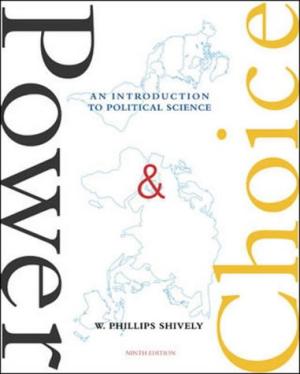 Power
&
Choice
AN INTRODUCTION
TO POLITICAL SCIENCE
W. PHILLIPS SHIVELY
NINTH EDITION